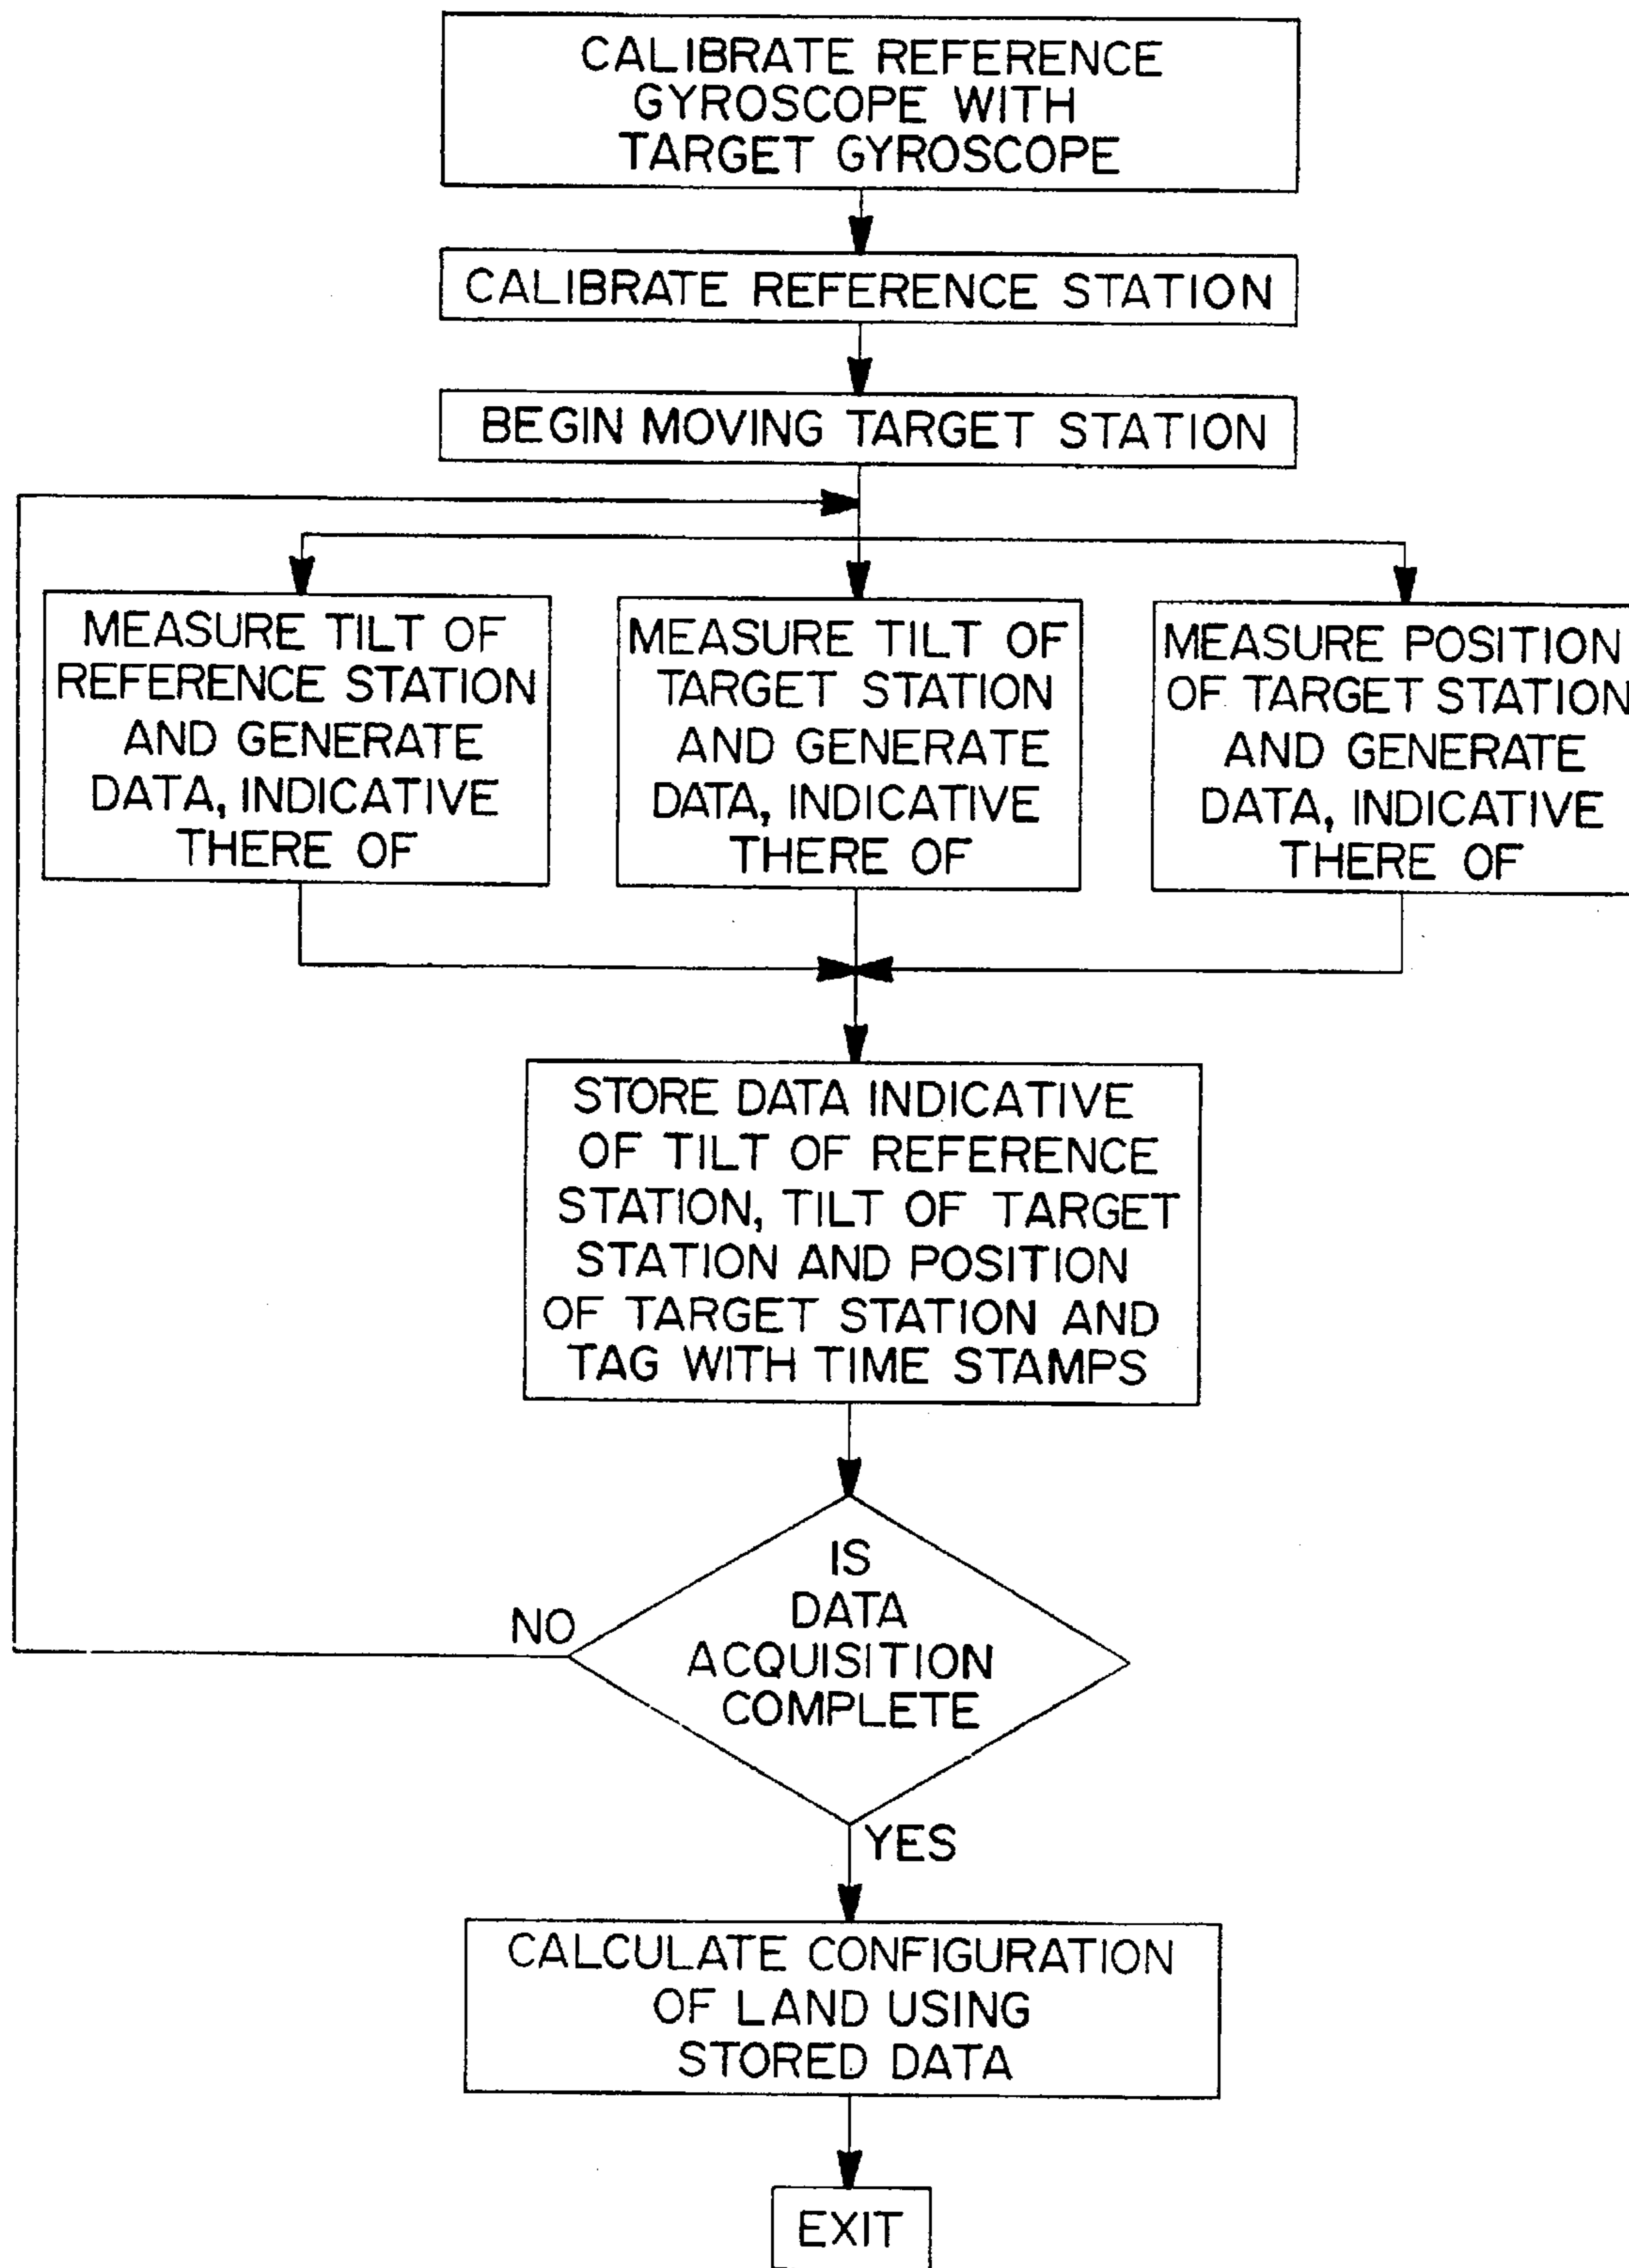 CALIBRATE REFERENCE
GYROSCOPE WITH
TARGET GYROSCOPE
CALIBRATE REFERENCE STATION
BEGIN MOVING TARGET STATION
MEASURE TILT OF
REFERENCE STATION
AND GENERATE
DATA, INDICATIVE
THERE OF
MEASURE TILT OF
TARGET STATION
AND GENERATE
DATA, INDICATIVE
THERE OF
MEASURE POSITION
OF TARGET STATION
AND GENERATE
DATA, INDICATIVE
THERE OF
STORE DATA INDICATIVE
OF TILT OF REFERENCE
STATION, TILT OF TARGET
STATION AND POSITION
OF TARGET STATION AND
TAG WITH TIME STAMPS
IS
DATA
ACQUISITION
COMPLETE
NO
YES
CALCULATE CONFIGURATION
OF LAND USING
STORED DATA
EXIT